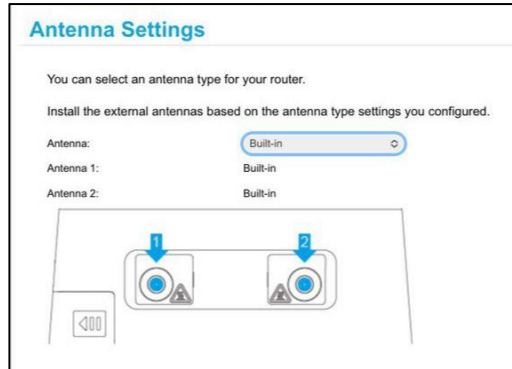 Antenna Settings
You can select an antenna type for your router.
Install the external antennas based on the antenna type settings you configured.
Antenna: Built-in
Antenna 1: Built-in
Antenna 2: Built-in
1 2